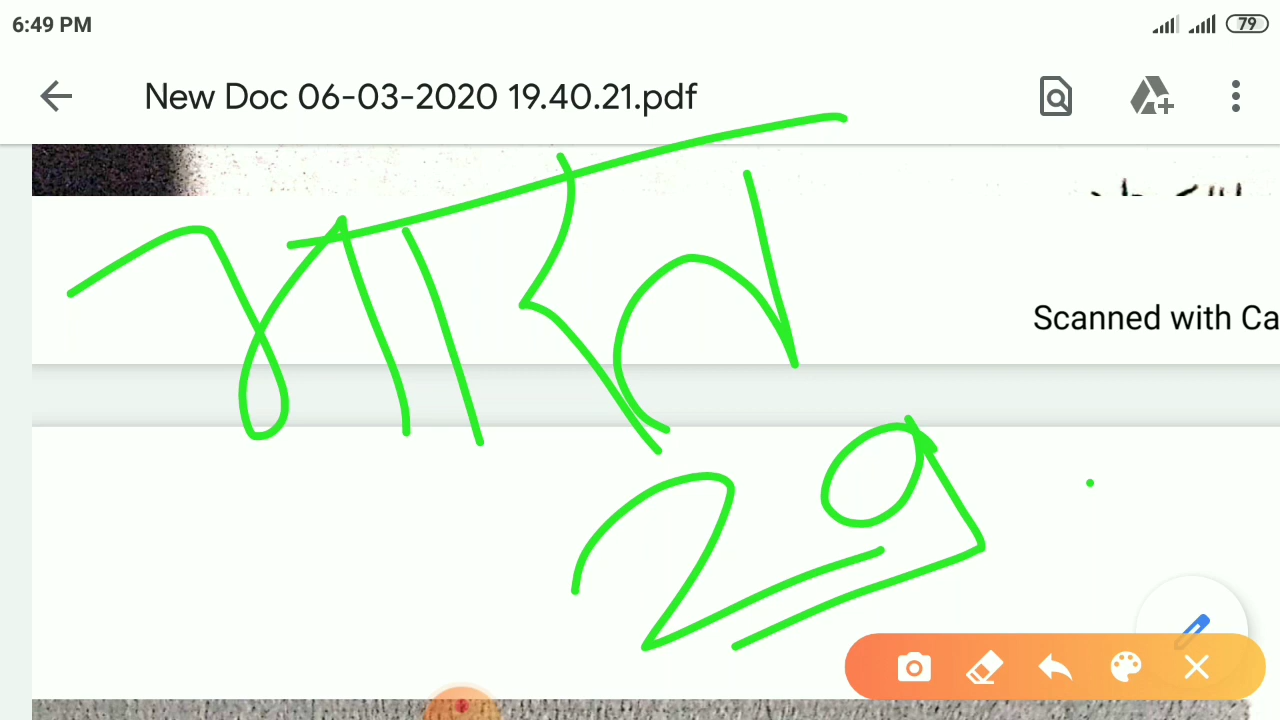 6:49 PM
79
New Doc 06-03-2020 19.40.21.pdf
भारत
Scanned with Ca
29